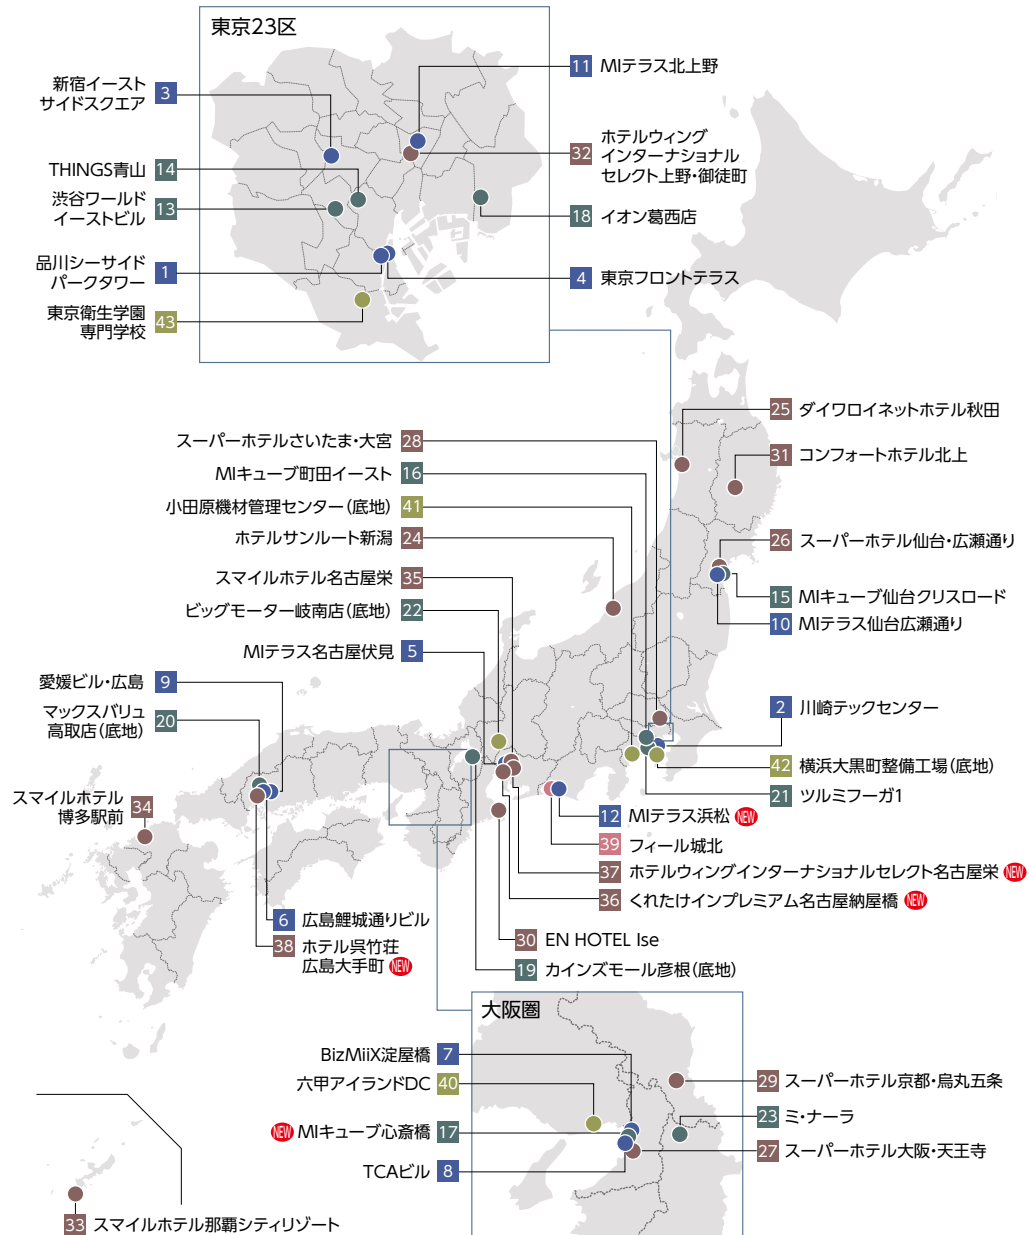 東京23区
新宿イースト
サイドスクエア
3
THINGS青山 14
渋谷ワールド
イーストビル
13
品川シーサイド
パークタワー
1
東京衛生学園
専門学校
43
11 MIテラス北上野
32
ホテルウィング
インターナショナル
セレクト上野・御徒町
18 イオン葛西店
4 東京フロントテラス
25 ダイワロイネットホテル秋田
31 コンフォートホテル北上
26 スーパーホテル仙台・広瀬通り
15 MIキューブ仙台クリスロード
10 MIテラス仙台広瀬通り
スーパーホテルさいたま・大宮 28
MIキューブ町田イースト 16
小田原機材管理センター(底地) 41
ホテルサンルート新潟 24
スマイルホテル名古屋栄 35
ビッグモーター岐南店(底地) 22
MIテラス名古屋伏見 5
愛媛ビル・広島 9
マックスバリュ
高取店(底地)
20
スマイルホテル
博多駅前
34
2 川崎テックセンター
42 横浜大黒町整備工場(底地)
21 ツルミフーガ1
12 MIテラス浜松 NEW
39 フィール城北
37 ホテルウィングインターナショナルセレクト名古屋栄 NEW
36 くれたけインプレミアム名古屋納屋橋 NEW
30 EN HOTEL Ise
19 カインズモール彦根(底地)
6 広島鯉城通りビル
38 ホテル呉竹荘
広島大手町 NEW
大阪圏
BizMiiX淀屋橋 7
六甲アイランドDC 40
NEW MIキューブ心斎橋 17
TCAビル 8
29 スーパーホテル京都・烏丸五条
23 ミ・ナーラ
27 スーパーホテル大阪・天王寺
33 スマイルホテル那覇シティリゾート